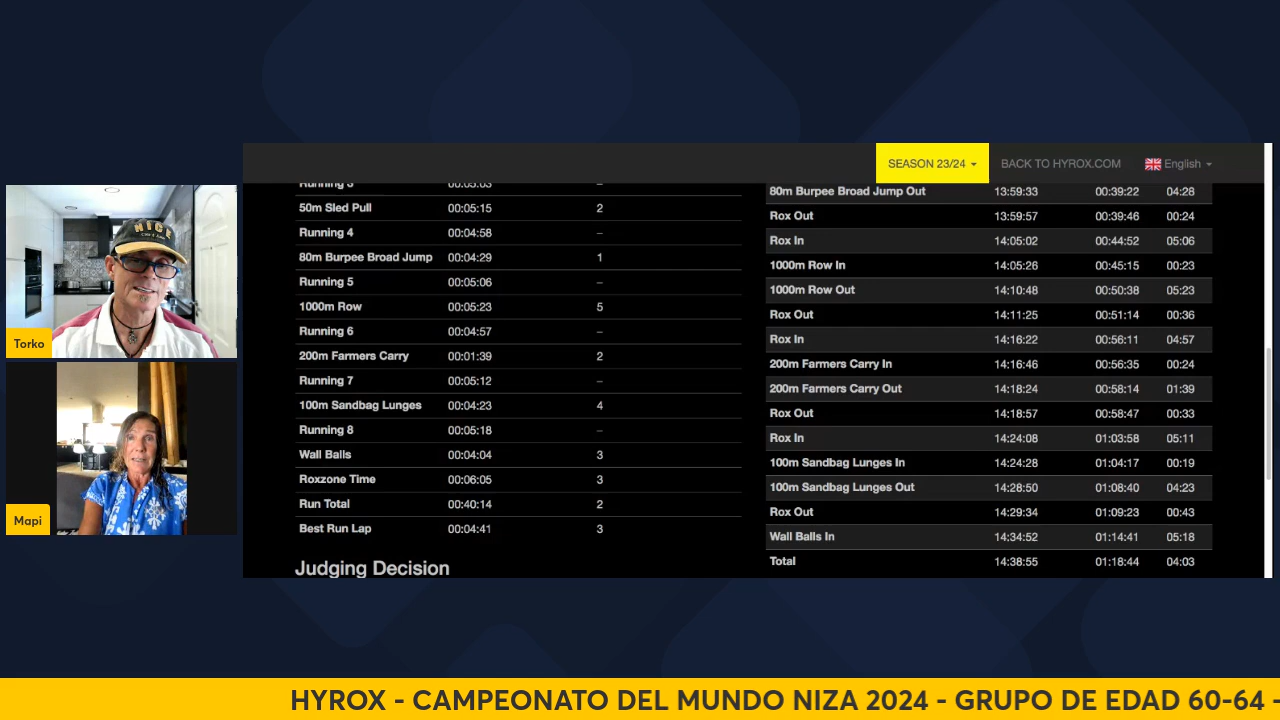 SEASON 23/24
BACK TO HYROX.COM
English
Running 3 00:05:03 –
50m Sled Pull 00:05:15 2
Running 4 00:04:58 –
80m Burpee Broad Jump 00:04:29 1
Running 5 00:05:06 –
1000m Row 00:05:23 5
Running 6 00:04:57 –
200m Farmers Carry 00:01:39 2
Running 7 00:05:12 –
100m Sandbag Lunges 00:04:23 4
Running 8 00:05:18 –
Wall Balls 00:04:04 3
Roxzone Time 00:06:05 3
Run Total 00:40:14 2
Best Run Lap 00:04:41 3
Judging Decision
80m Burpee Broad Jump Out 13:59:33 00:39:22 04:28
Rox Out 13:59:57 00:39:46 00:24
Rox In 14:05:02 00:44:52 05:06
1000m Row In 14:05:26 00:45:15 00:23
1000m Row Out 14:10:48 00:50:38 05:23
Rox Out 14:11:25 00:51:14 00:36
Rox In 14:16:22 00:56:11 04:57
200m Farmers Carry In 14:16:46 00:56:35 00:24
200m Farmers Carry Out 14:18:24 00:58:14 01:39
Rox Out 14:18:57 00:58:47 00:33
Rox In 14:24:08 01:03:58 05:11
100m Sandbag Lunges In 14:24:28 01:04:17 00:19
100m Sandbag Lunges Out 14:28:50 01:08:40 04:23
Rox Out 14:29:34 01:09:23 00:43
Wall Balls In 14:34:52 01:14:41 05:18
Total 14:38:55 01:18:44 04:03
NICE
Torko
Mapi
HYROX - CAMPEONATO DEL MUNDO NIZA 2024 - GRUPO DE EDAD 60-64 -